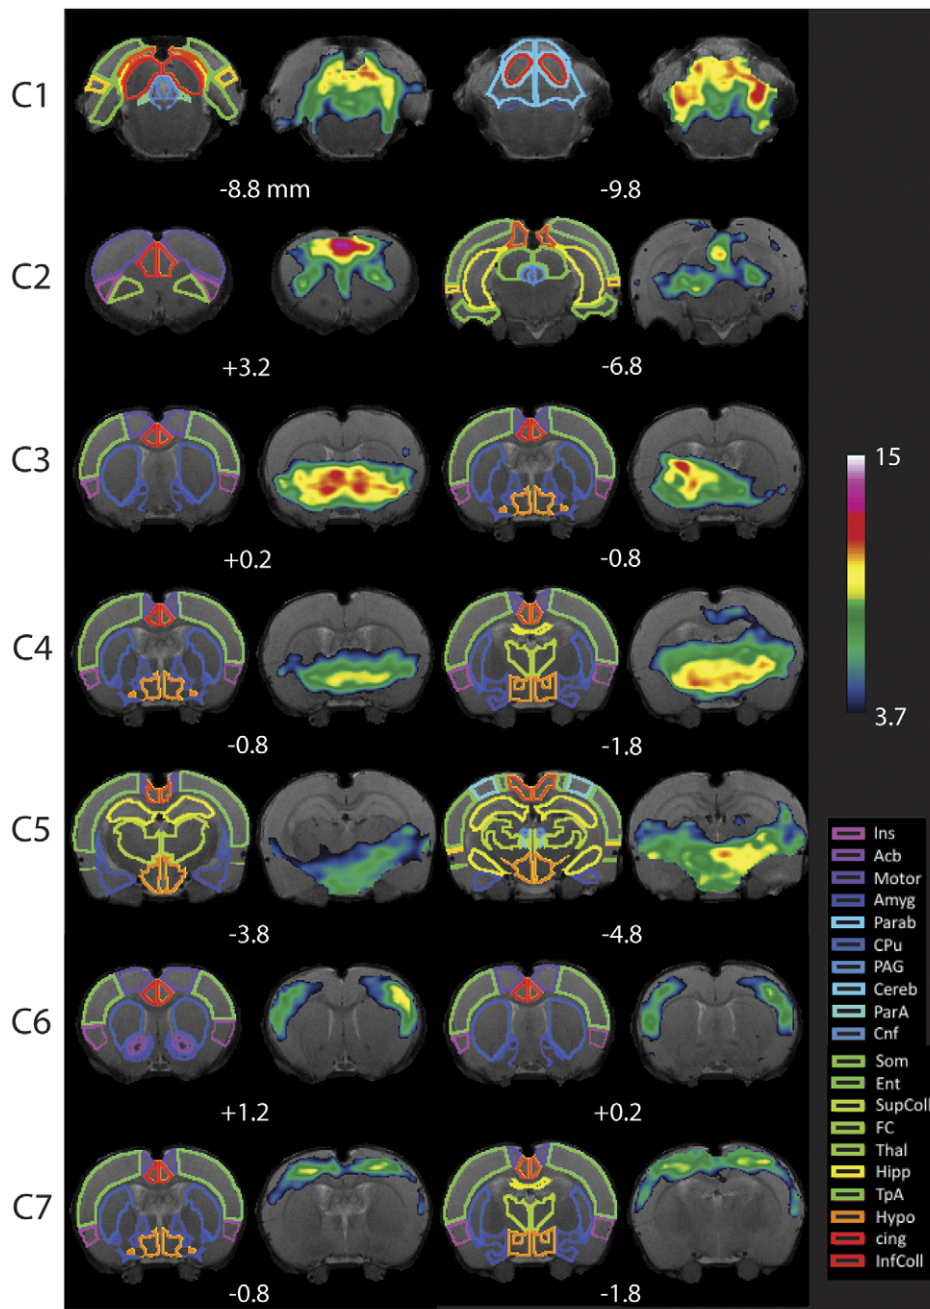 C1
-8.8 mm
-9.8
C2
+3.2
-6.8
C3
+0.2
-0.8
15
C4
-0.8
-1.8
3.7
C5
-3.8
-4.8
C6
+1.2
+0.2
C7
-0.8
-1.8
Ins
Acb
Motor
Amyg
Parab
CPu
PAG
Cereb
ParA
Cnf
Som
Ent
SupColl
FC
Thal
Hipp
TpA
Hypo
cing
InfColl